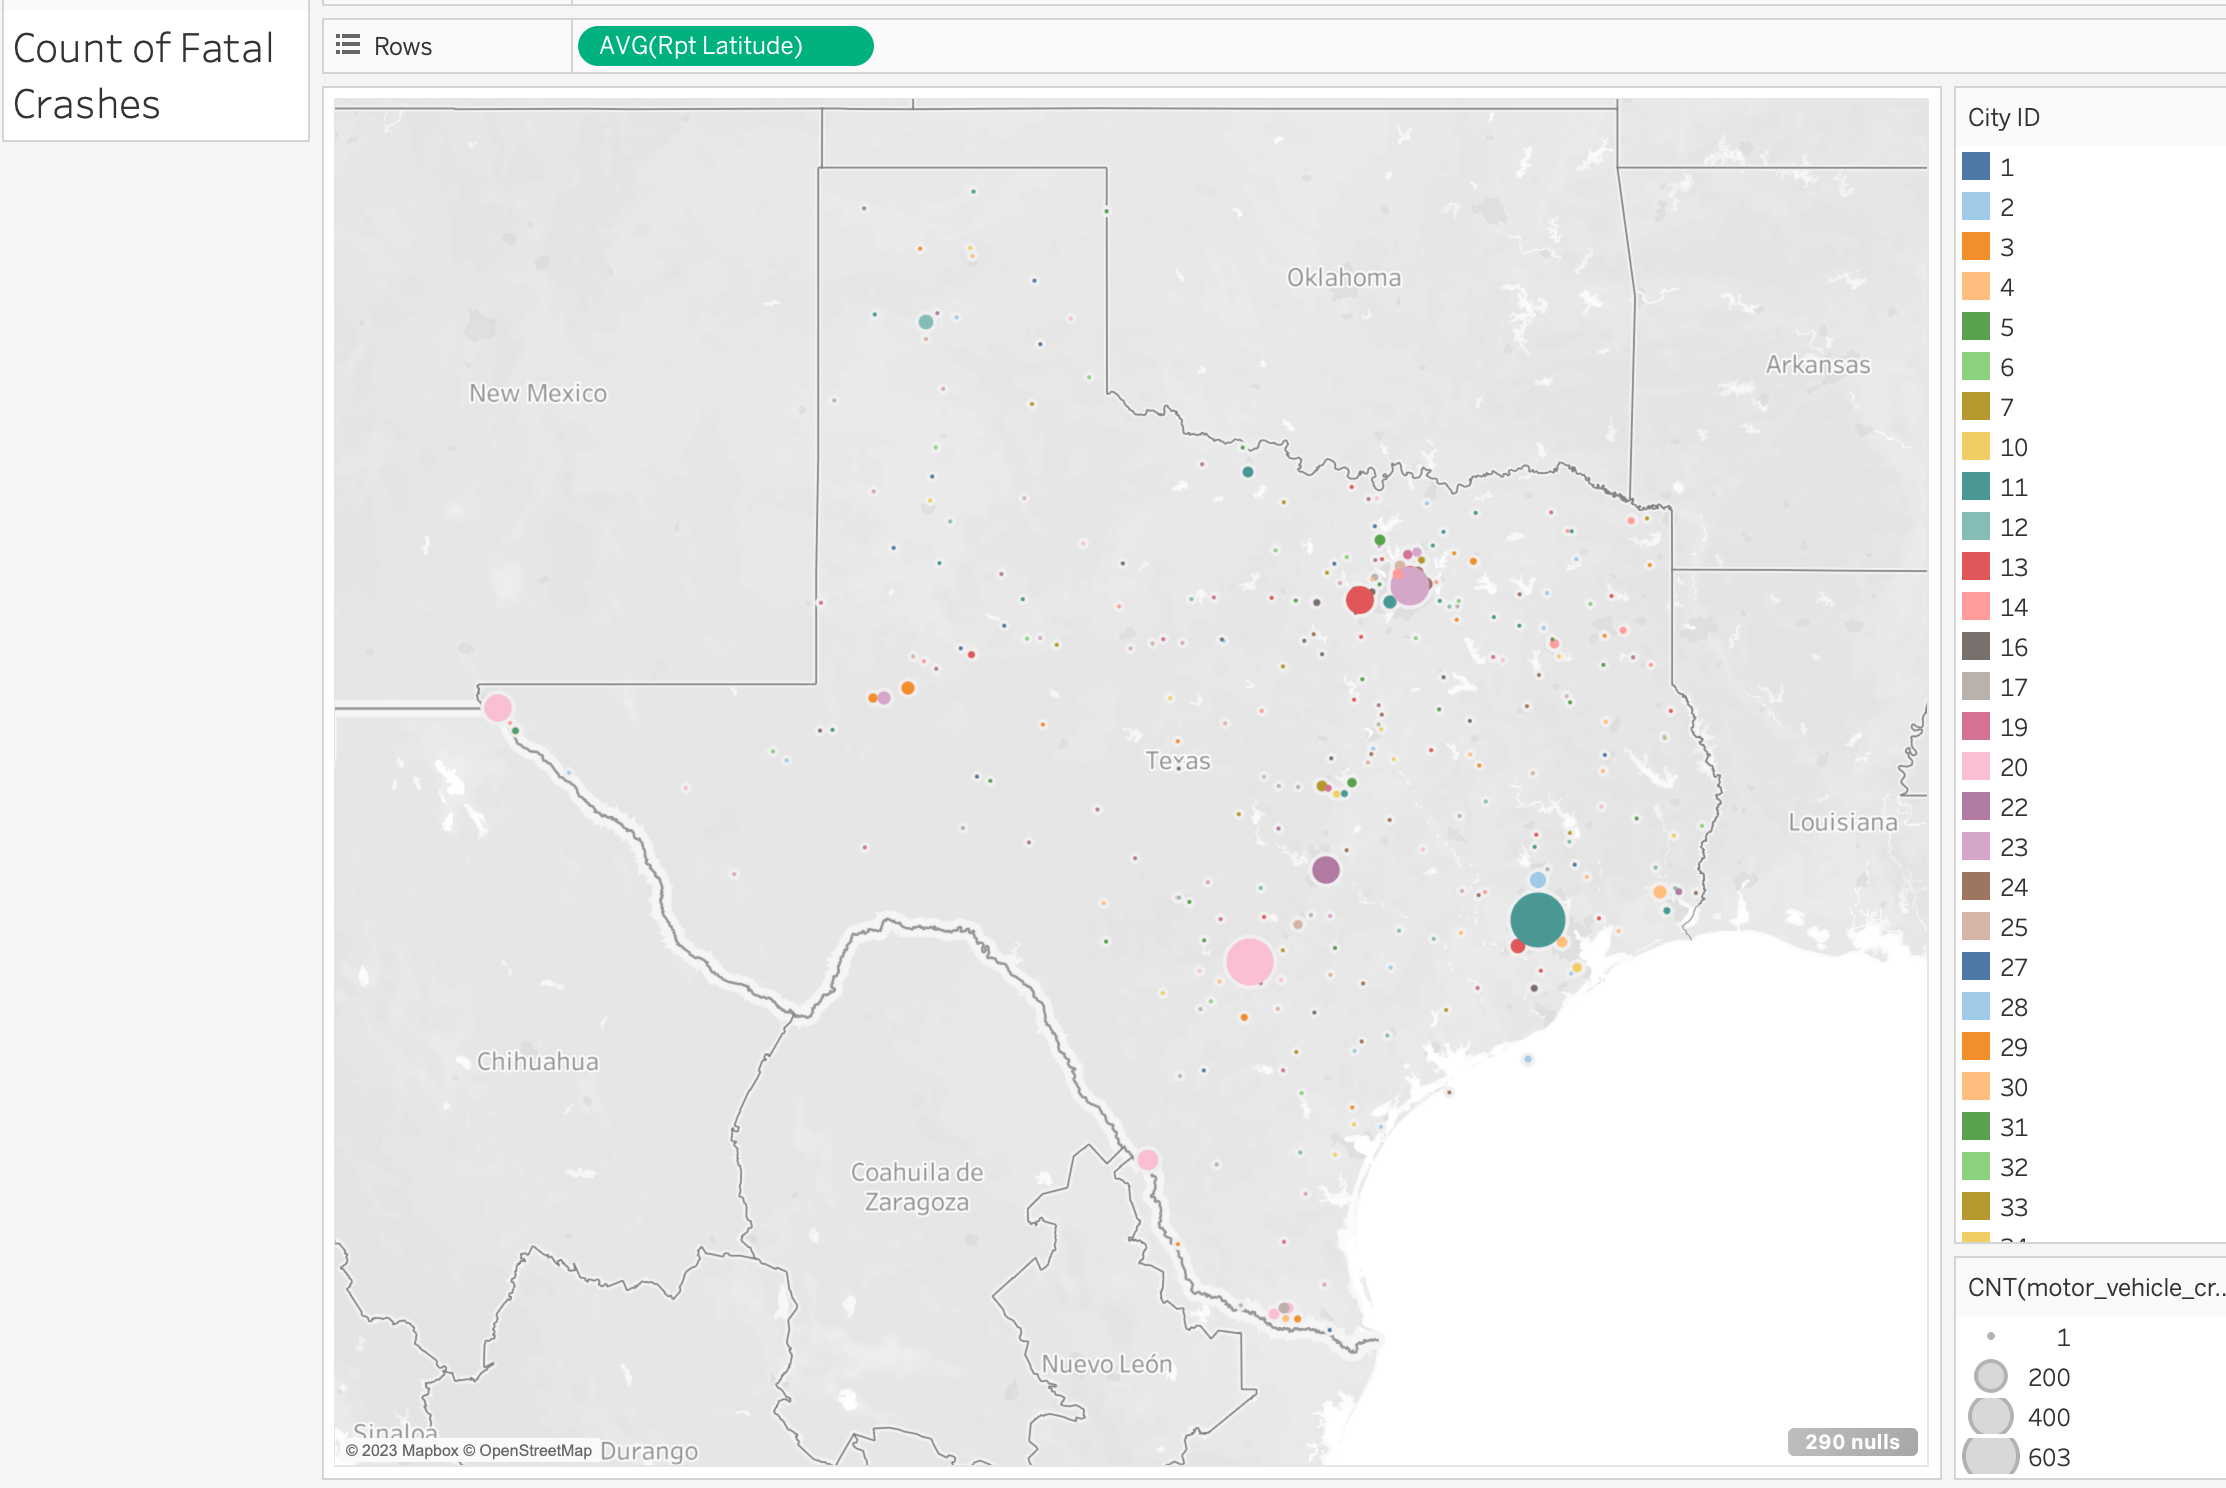 Count of Fatal
Crashes
Rows
AVG(Rpt Latitude)
Oklahoma
New Mexico
Arkansas
Texas
Louisiana
Chihuahua
Coahuila de
Zaragoza
Nuevo León
Sinaloa
Durango
© 2023 Mapbox © OpenStreetMap
290 nulls
City ID
1
2
3
4
5
6
7
10
11
12
13
14
16
17
19
20
22
23
24
25
27
28
29
30
31
32
33
CNT(motor_vehicle_cr..
1
200
400
603